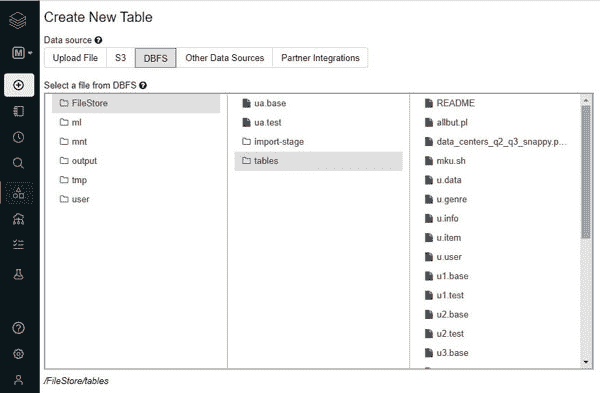 Create New Table
Data source
Upload File S3 DBFS Other Data Sources Partner Integrations
Select a file from DBFS
M
FileStore
ml
mnt
output
tmp
user
ua.base
ua.test
import-stage
tables
README
allbut.pl
data_centers_q2_q3_snappy.p...
mku.sh
u.data
u.genre
u.info
u.item
u.user
u1.base
u1.test
u2.base
u2.test
u3.base
/FileStore/tables